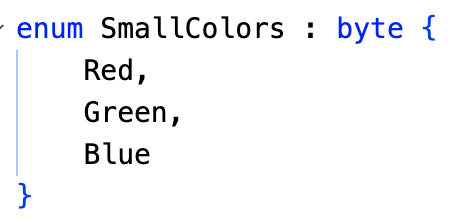 enum SmallColors : byte {
    Red,
    Green,
    Blue
}